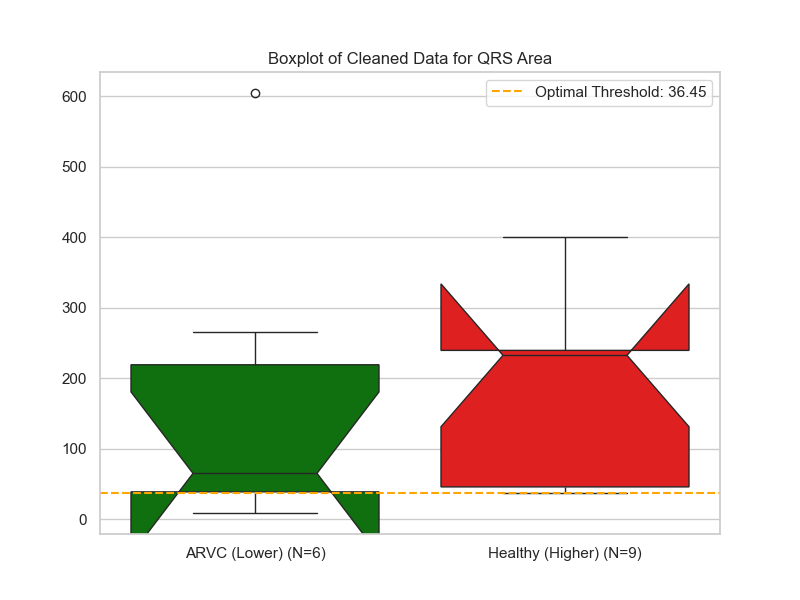 Boxplot of Cleaned Data for QRS Area
Optimal Threshold: 36.45
600
500
400
300
200
100
0
ARVC (Lower) (N=6)
Healthy (Higher) (N=9)